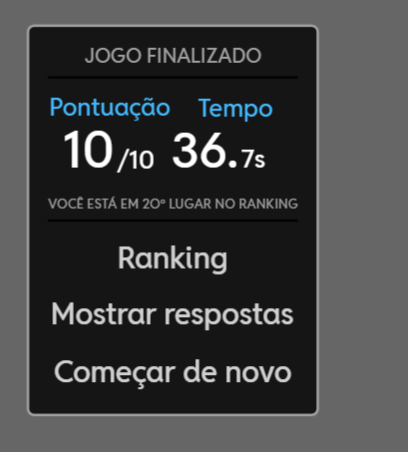 JOGO FINALIZADO
Pontuação Tempo
10/10 36.7s
VOCÊ ESTÁ EM 20º LUGAR NO RANKING
Ranking
Mostrar respostas
Começar de novo